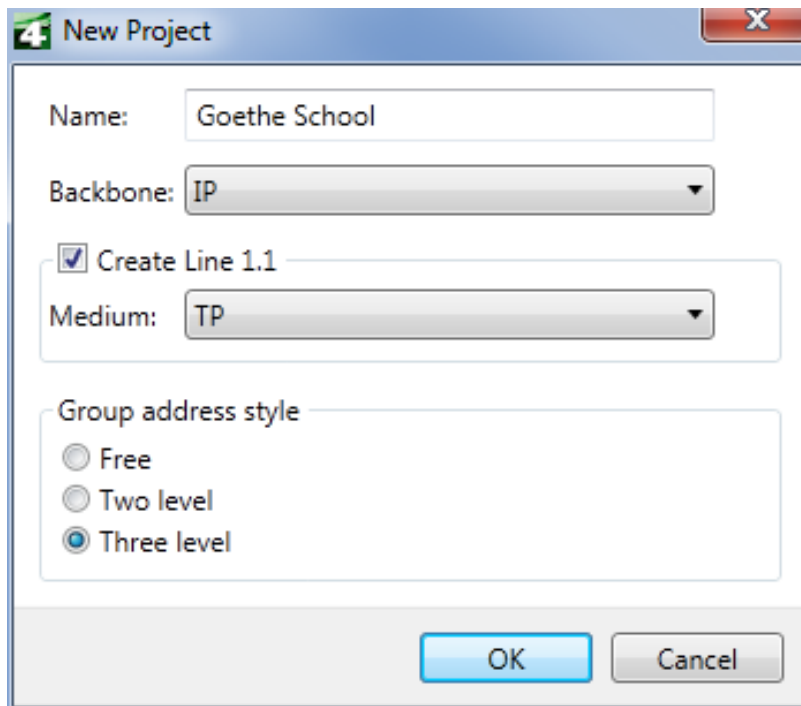 4 New Project
Name: Goethe School
Backbone: IP
Create Line 1.1
Medium: TP
Group address style
Free
Two level
Three level
OK Cancel